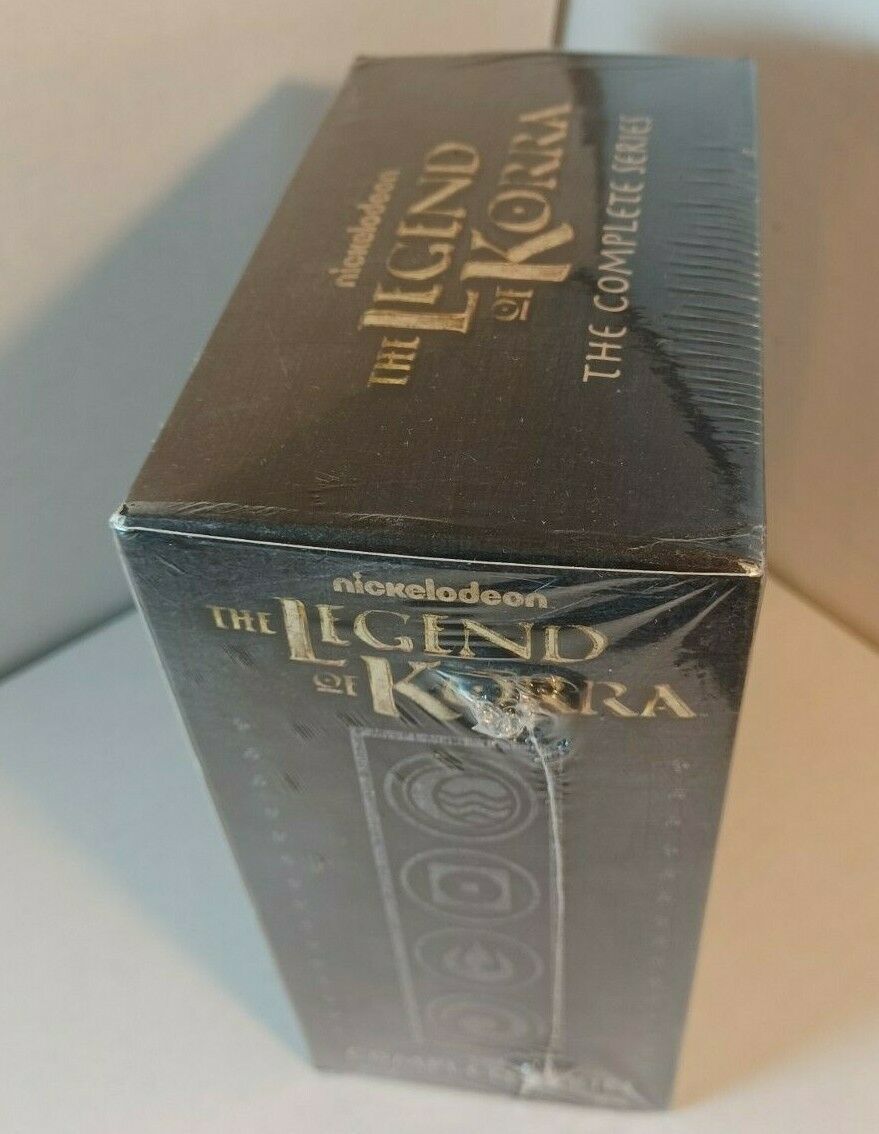 nickelodeon
THE LEGEND
OF KORRA
THE COMPLETE SERIES
nickelodeon
THE LEGEND
OF KORRA